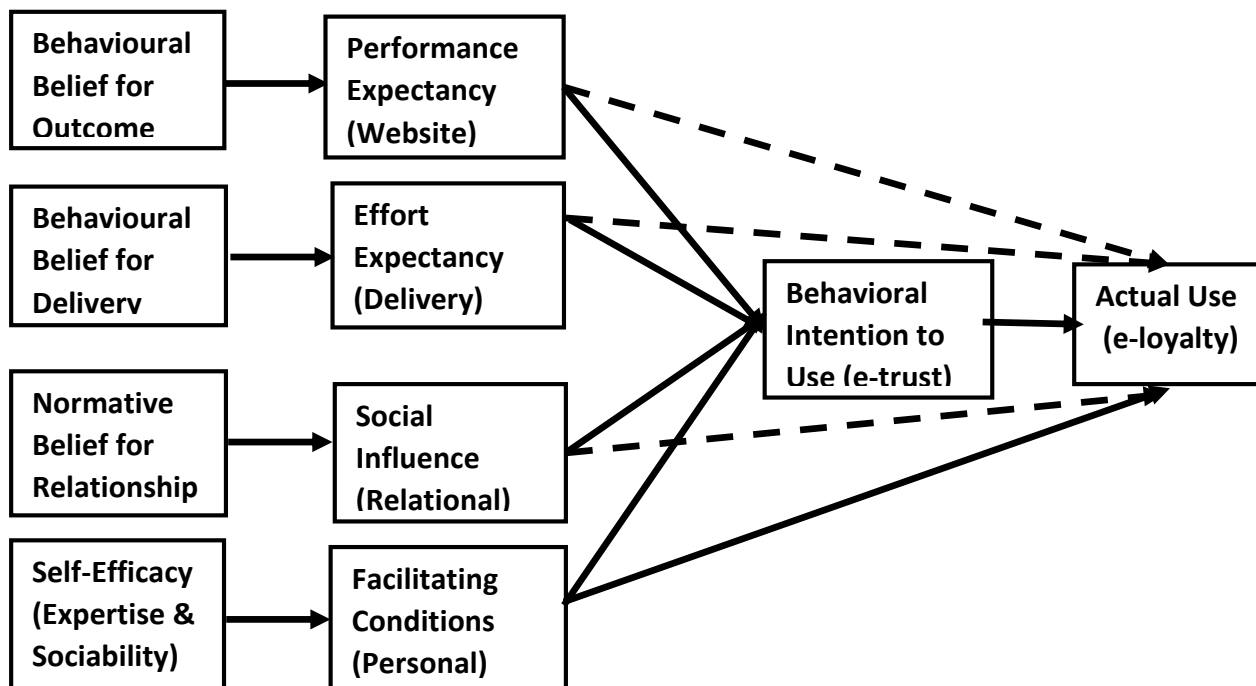 Behavioural
Belief for
Outcome
Performance
Expectancy
(Website)
Behavioural
Belief for
Delivery
Effort
Expectancy
(Delivery)
Behavioral
Intention to
Use (e-trust)
Actual Use
(e-loyalty)
Normative
Belief for
Relationship
Social
Influence
(Relational)
Self-Efficacy
(Expertise &
Sociability)
Facilitating
Conditions
(Personal)